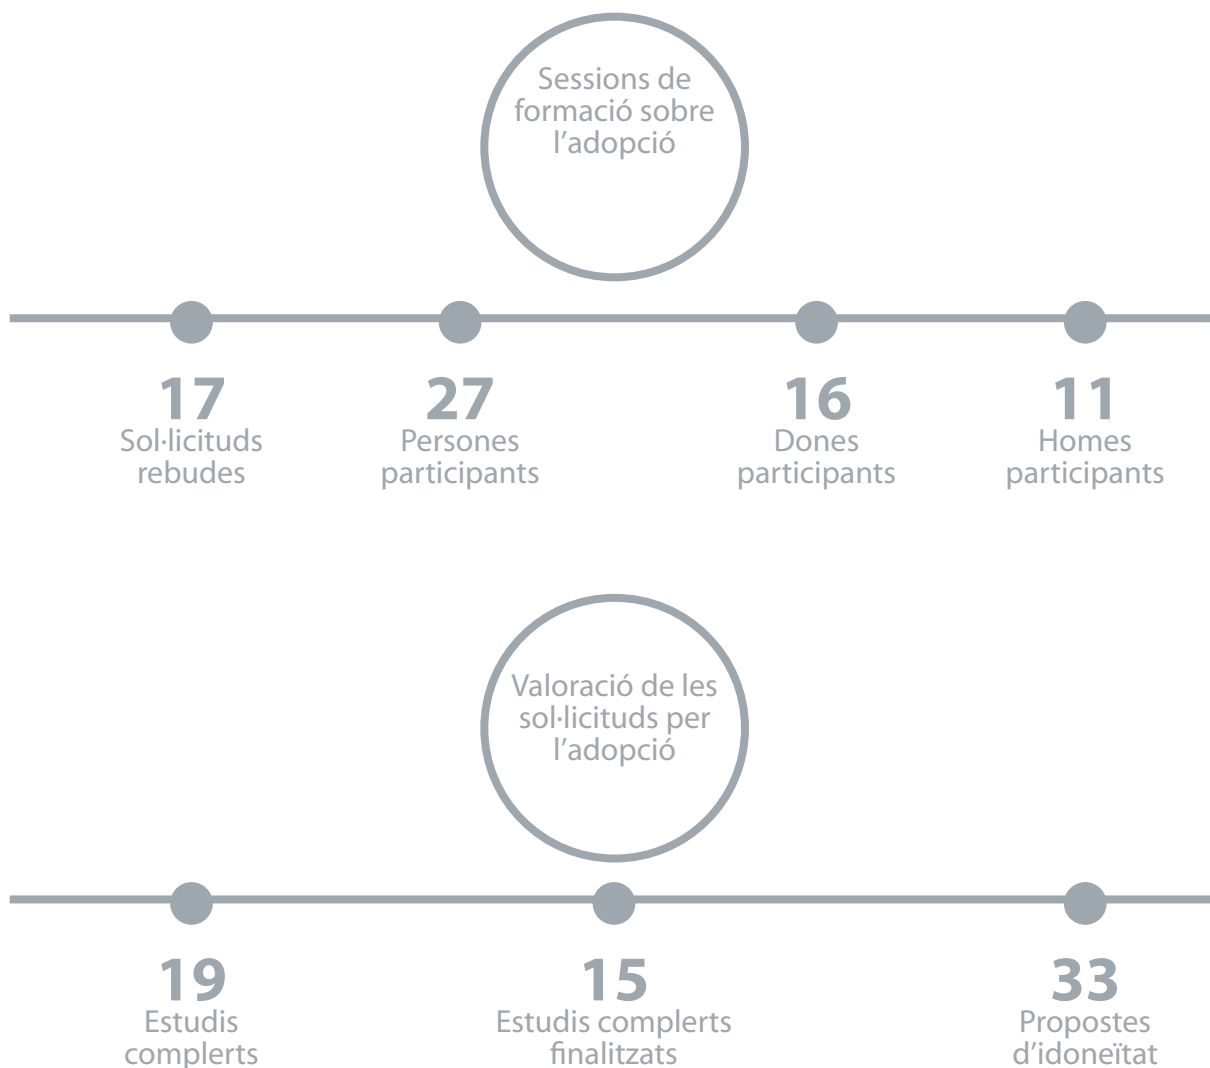 Sessions de
formació sobre
l'adopció
17
Sol·licituds
rebudes
27
Persones
participants
16
Dones
participants
11
Homes
participants
Valoració de les
sol·licituds per
l'adopció
19
Estudis
complerts
15
Estudis complerts
finalitzats
33
Propostes
d'idoneïtat